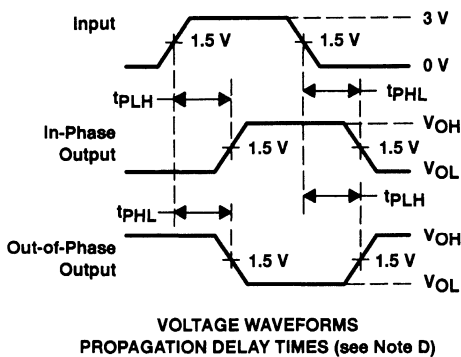 Input
3 V
1.5 V
1.5 V
0 V
tPLH
tPHL
In-Phase
Output
VOH
1.5 V
1.5 V
VOL
tPHL
tPLH
Out-of-Phase
Output
VOH
1.5 V
1.5 V
VOL
VOLTAGE WAVEFORMS
PROPAGATION DELAY TIMES (see Note D)